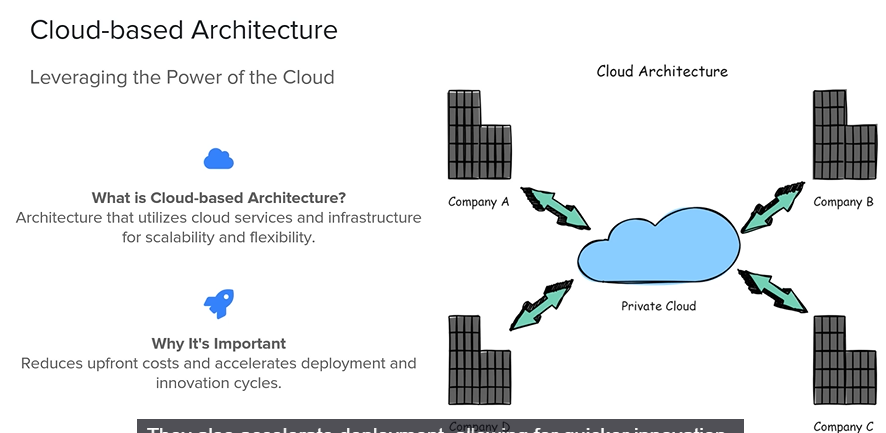 Cloud-based Architecture
Leveraging the Power of the Cloud
What is Cloud-based Architecture?
Architecture that utilizes cloud services and infrastructure
for scalability and flexibility.
Why It's Important
Reduces upfront costs and accelerates deployment and
innovation cycles.
Cloud Architecture
Company A
Company B
Private Cloud
Company D
Company C
They also accelerate deployment, allowing for quicker innovation